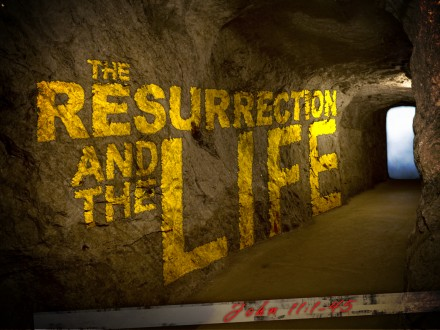 THE
RESURRECTION
AND
THE
LIFE
John 11:1-45